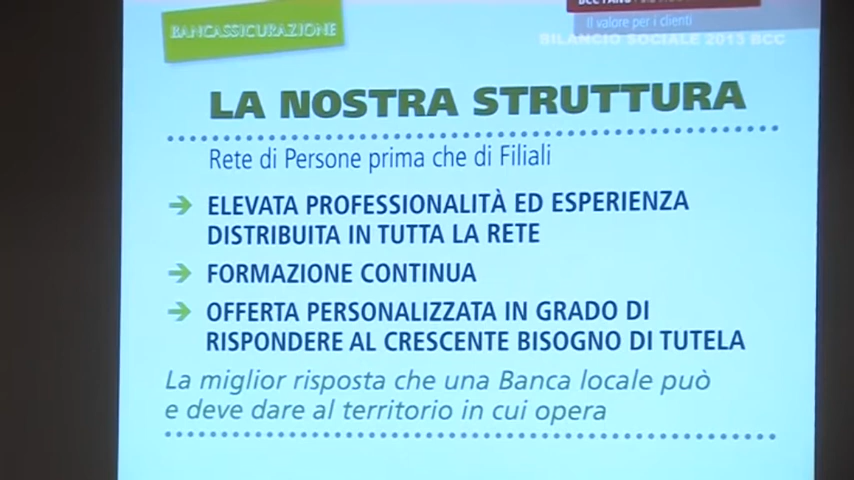 BANCASSICURAZIONE
BCC FANO
Il valore per i clienti
BILANCIO SOCIALE 2013 BCC
LA NOSTRA STRUTTURA
Rete di Persone prima che di Filiali
ELEVATA PROFESSIONALITÀ ED ESPERIENZA
DISTRIBUITA IN TUTTA LA RETE
FORMAZIONE CONTINUA
OFFERTA PERSONALIZZATA IN GRADO DI
RISPONDERE AL CRESCENTE BISOGNO DI TUTELA
La miglior risposta che una Banca locale può
e deve dare al territorio in cui opera